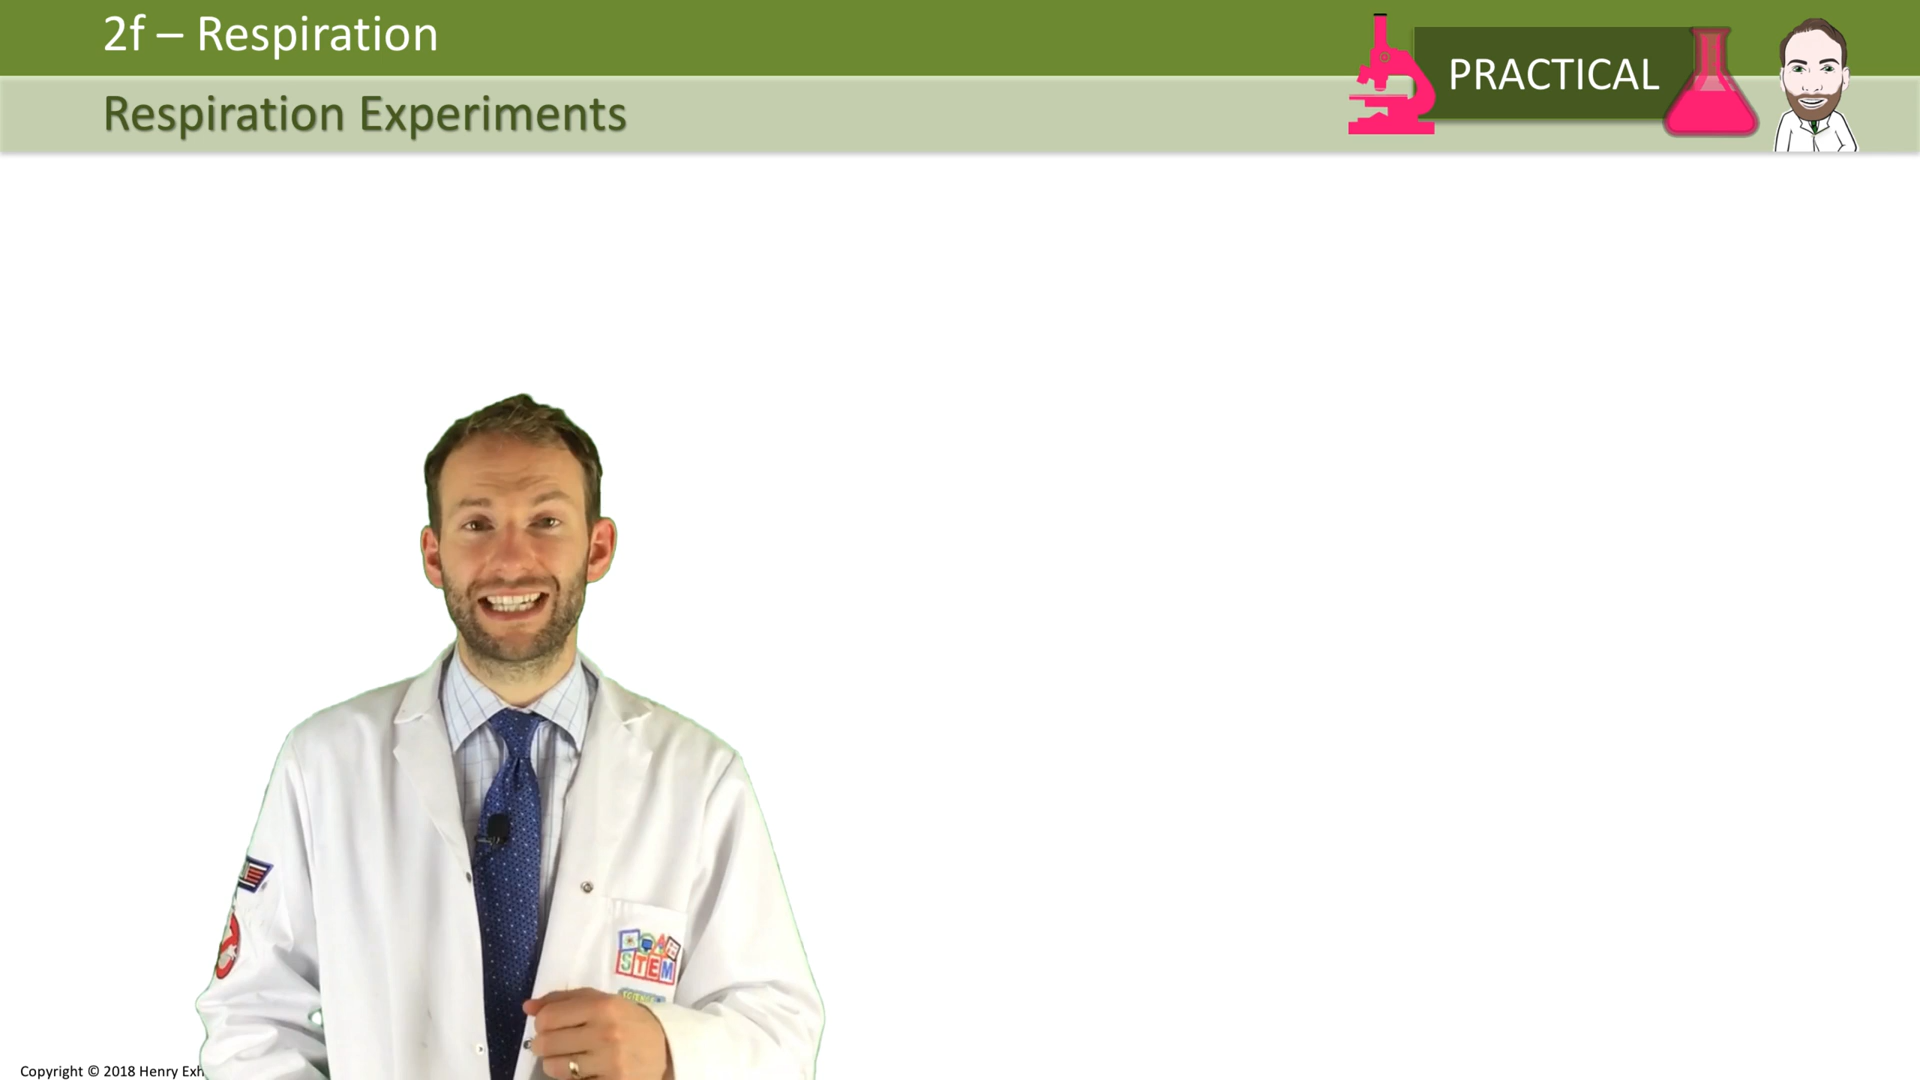 2f – Respiration
PRACTICAL
Respiration Experiments
STEM
Copyright © 2018 Henry